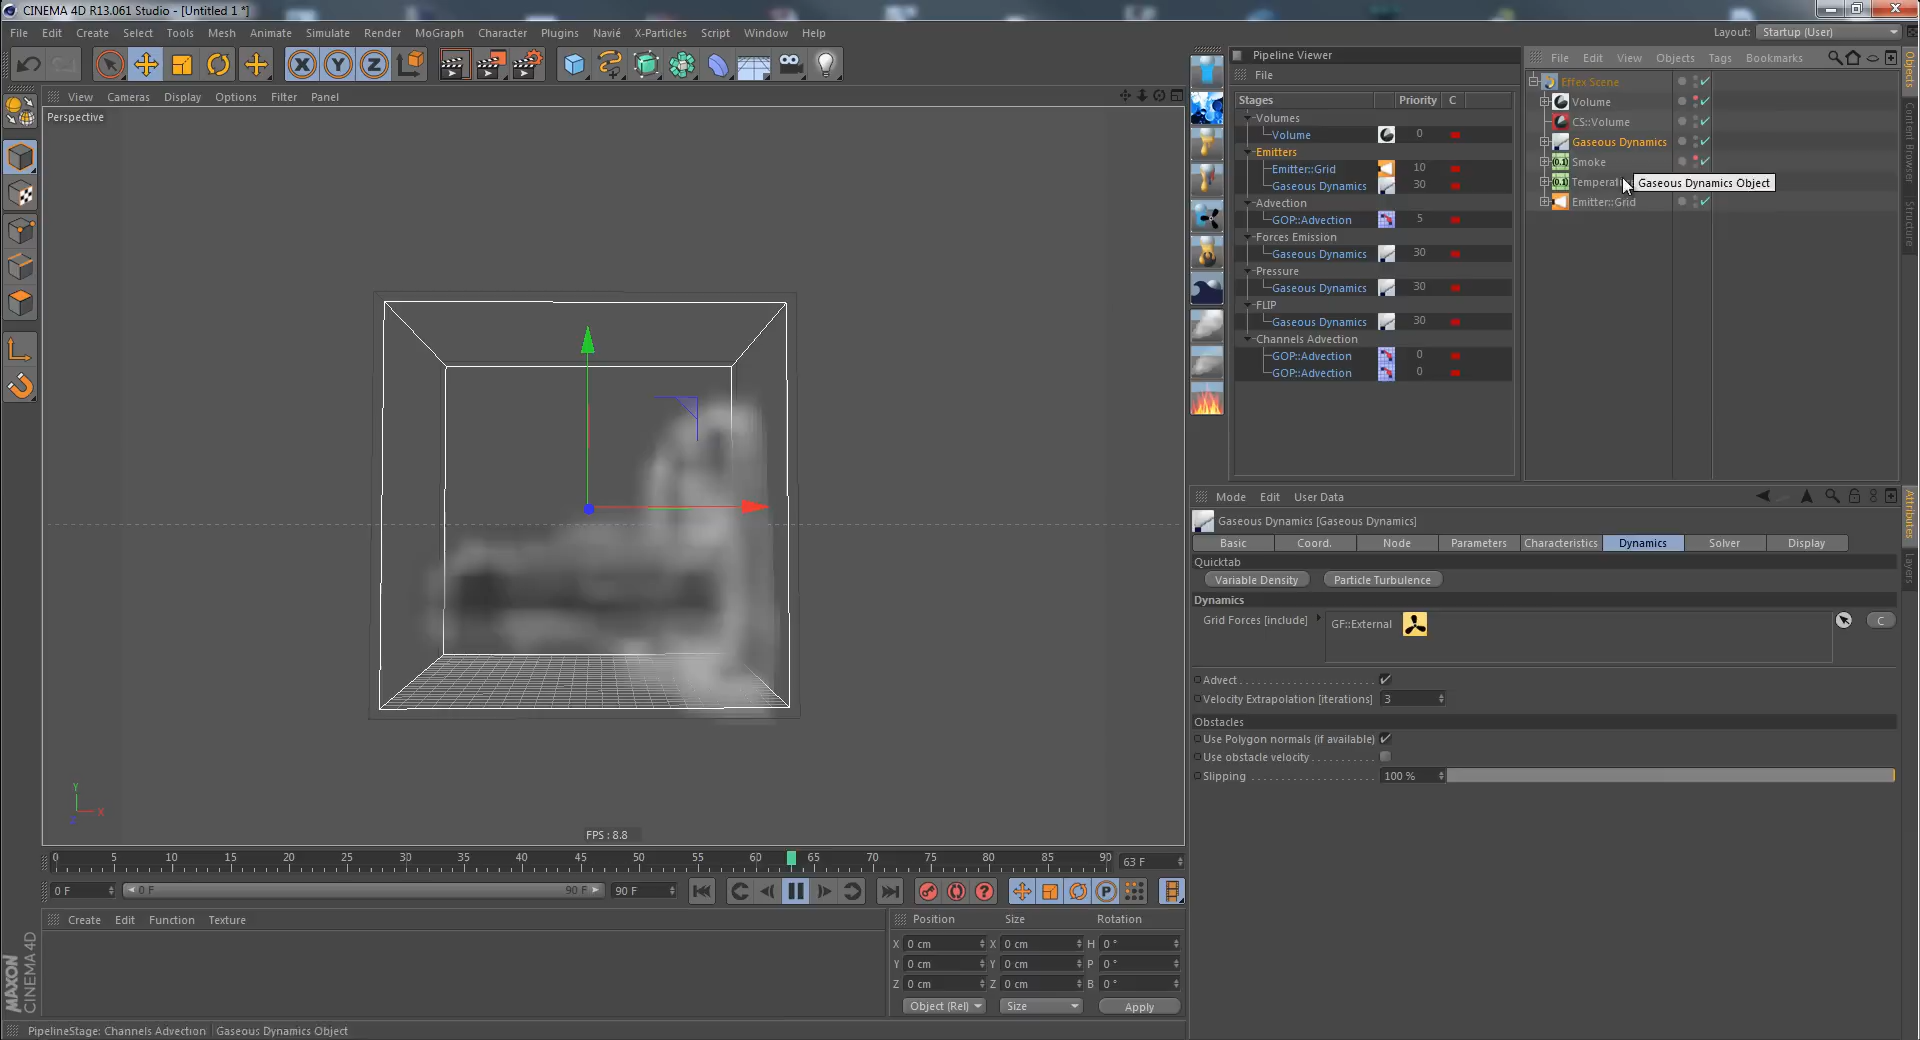 CINEMA 4D R13.061 Studio - [Untitled 1 *]
File Edit Create Select Tools Mesh Animate Simulate Render MoGraph Character Plugins Navié X-Particles Script Window Help
Layout: Startup (User)
View Cameras Display Options Filter Panel
Perspective
Pipeline Viewer
File
Stages Priority C
Volumes
Volume 0
Emitters
Emitter::Grid 10
Gaseous Dynamics 30
Advection
GOP::Advection 5
Forces Emission
Gaseous Dynamics 30
Pressure
Gaseous Dynamics 30
FLIP
Gaseous Dynamics 30
Channels Advection
GOP::Advection 0
GOP::Advection 0
File Edit View Objects Tags Bookmarks
Effex Scene
Volume
CS::Volume
Gaseous Dynamics
Smoke
Gaseous Dynamics Object
Emitter::Grid
Objects
Content Browser
Structure
Mode Edit User Data
Gaseous Dynamics [Gaseous Dynamics]
Basic Coord. Node Parameters Characteristics Dynamics Solver Display
Quicktab
Variable Density Particle Turbulence
Dynamics
Grid Forces [include] GF::External C
Advect
Velocity Extrapolation [iterations] 3
Obstacles
Use Polygon normals (if available)
Use obstacle velocity
Slipping 100 %
Attributes
Layers
Y
X
Z
FPS : 8.8
0 5 10 15 20 25 30 35 40 45 50 55 60 65 70 75 80 85 90 63 F
0 F 0 F 90 F 90 F
Create Edit Function Texture
Position Size Rotation
X 0 cm X 0 cm H 0 °
Y 0 cm Y 0 cm P 0 °
Z 0 cm Z 0 cm B 0 °
Object (Rel) Size Apply
MAXON
CINEMA 4D
PipelineStage: Channels Advection Gaseous Dynamics Object